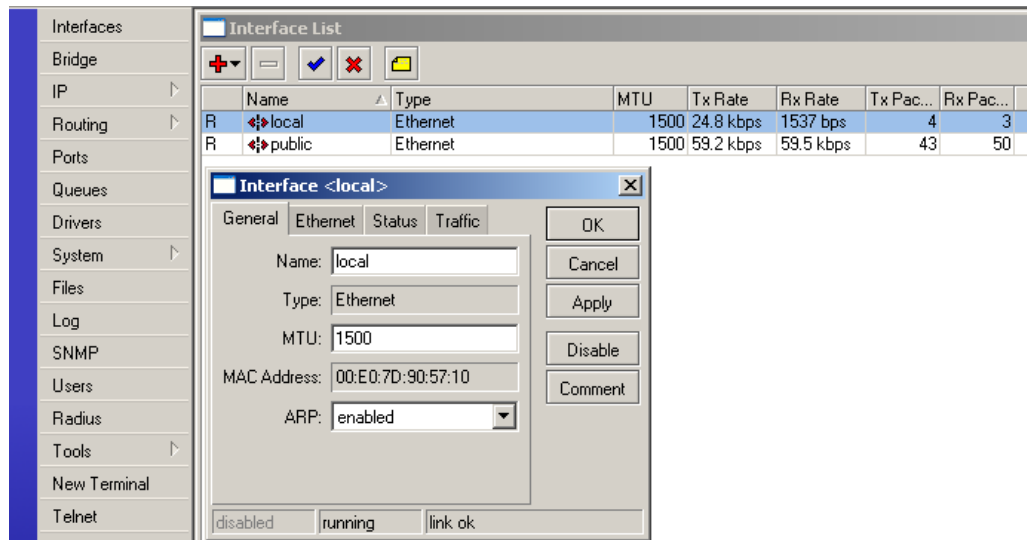 Interfaces
Bridge
IP
Routing
Ports
Queues
Drivers
System
Files
Log
SNMP
Users
Radius
Tools
New Terminal
Telnet
Interface List
Name Type MTU Tx Rate Rx Rate Tx Pac... Rx Pac...
R local Ethernet 1500 24.8 kbps 1537 bps 4 3
R public Ethernet 1500 59.2 kbps 59.5 kbps 43 50
Interface <local>
General Ethernet Status Traffic
Name: local
Type: Ethernet
MTU: 1500
MAC Address: 00:E0:7D:90:57:10
ARP: enabled
OK
Cancel
Apply
Disable
Comment
disabled running link ok